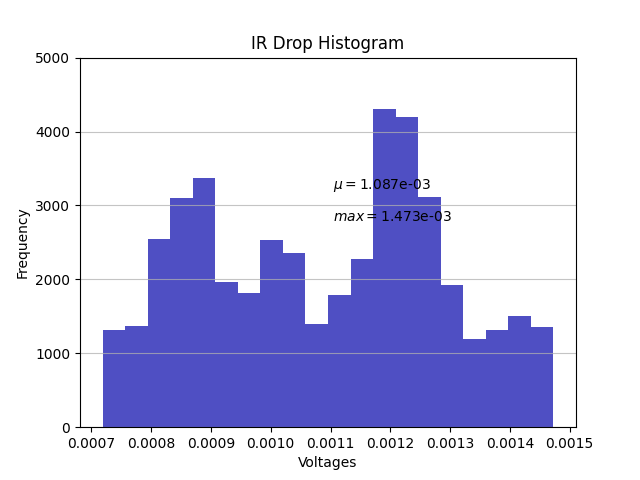 IR Drop Histogram
5000
4000
3000
2000
1000
0
Frequency
μ = 1.087e-03
max = 1.473e-03
0.0007 0.0008 0.0009 0.0010 0.0011 0.0012 0.0013 0.0014 0.0015
Voltages